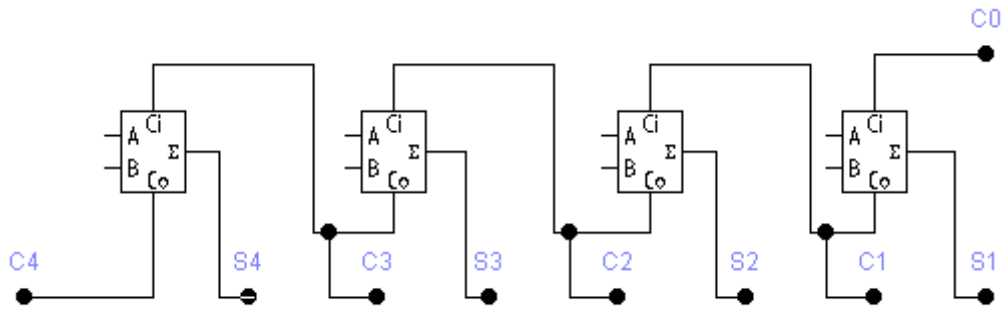 C0
Ci Ci Ci Ci
A A A A
Σ Σ Σ Σ
B B B B
Co Co Co Co
C4 S4 C3 S3 C2 S2 C1 S1